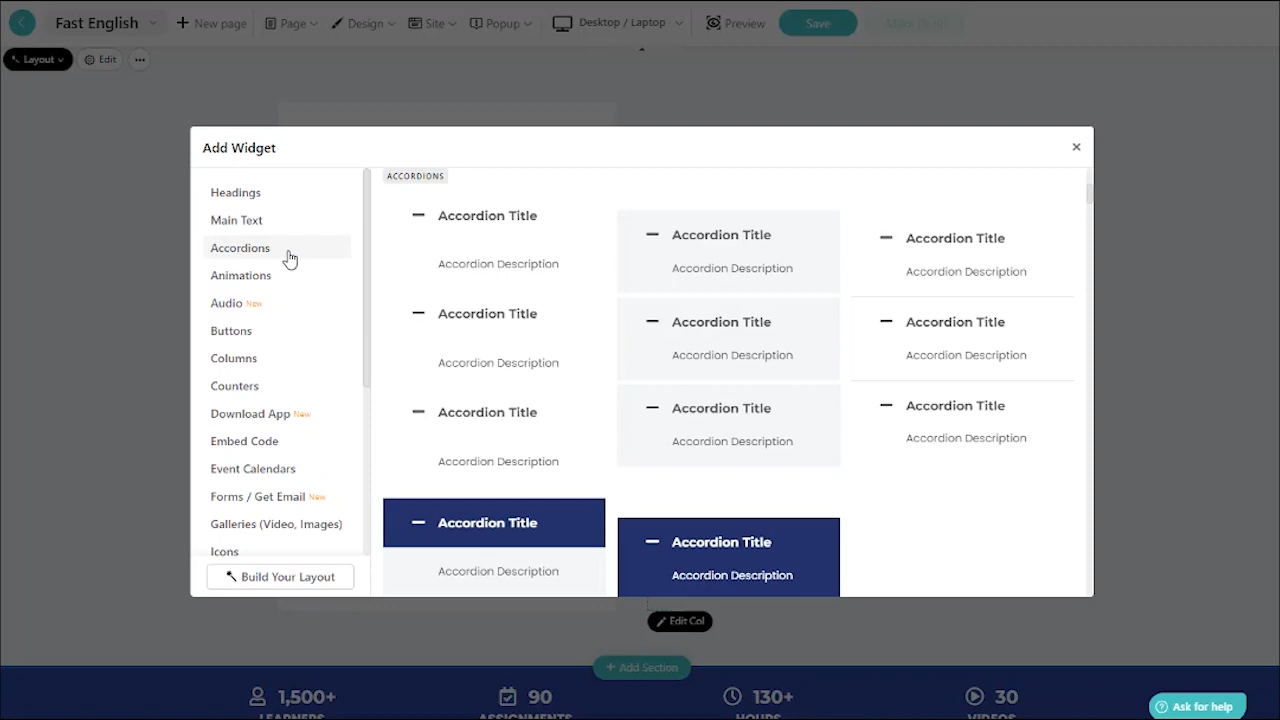 Fast English
New page
Page
Design
Site
Popup
Desktop / Laptop
Preview
Save
Layout
Edit
Add Widget
Headings
Main Text
Accordions
Animations
Audio New
Buttons
Columns
Counters
Download App New
Embed Code
Event Calendars
Forms / Get Email New
Galleries (Video, Images)
Icons
Build Your Layout
ACCORDIONS
Accordion Title
Accordion Description
Accordion Title
Accordion Description
Accordion Title
Accordion Description
Accordion Title
Accordion Description
Accordion Title
Accordion Description
Accordion Title
Accordion Description
Accordion Title
Accordion Description
Accordion Title
Accordion Description
Accordion Title
Accordion Description
Accordion Title
Accordion Description
Accordion Title
Accordion Description
Edit Col
+ Add Section
1,500+
LEARNERS
90
ASSIGNMENTS
130+
HOURS
30
VIDEOS
Ask for help